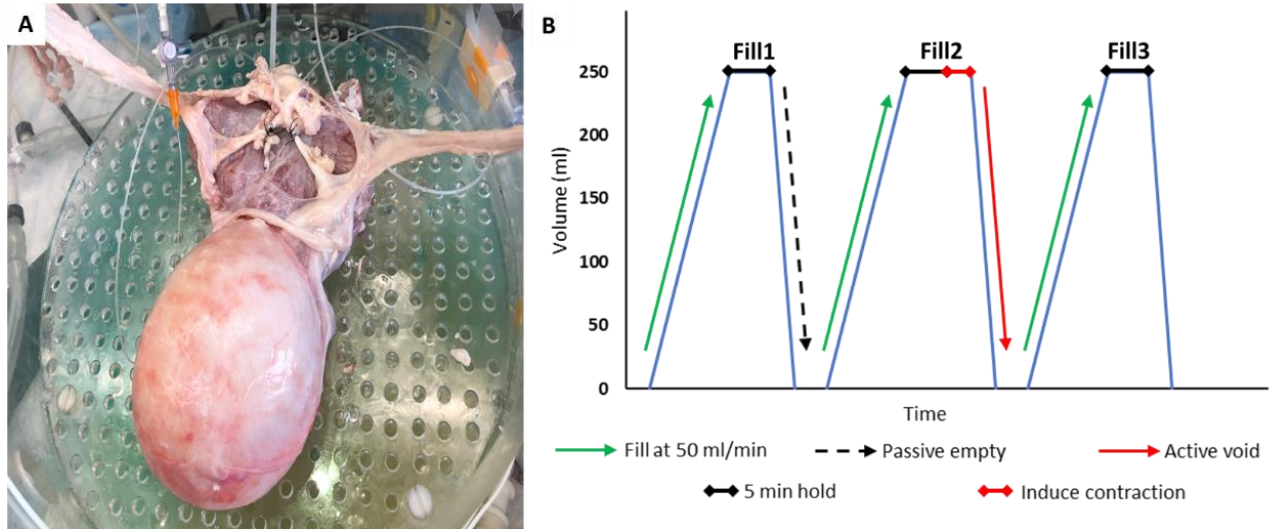 A
B
Fill1
Fill2
Fill3
250
200
150
100
50
0
Volume (ml)
Time
Fill at 50 ml/min
Passive empty
Active void
5 min hold
Induce contraction